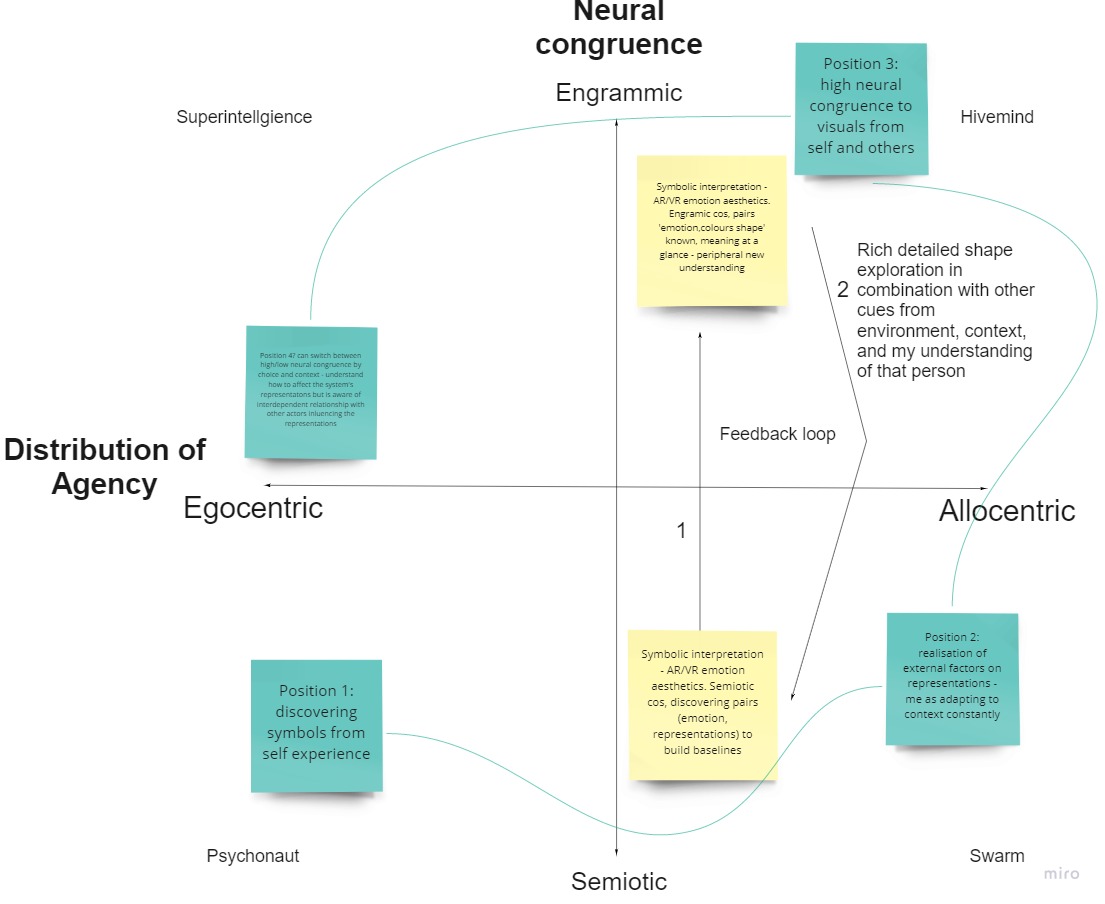 Neural
congruence
Engrammic
Superintellgience
Position 3:
high neural
congruence to
visuals from
self and others
Hivemind
Symbolic interpretation -
AR/VR emotion aesthetics.
Engramic cos, pairs
'emotion,colours shape'
known, meaning at a
glance - peripheral new
understanding
2
Rich detailed shape
exploration in
combination with other
cues from
environment, context,
and my understanding
of that person
Position 4? can switch between
high/low neural congruence by
choice and context - understand
how to affect the system's
representatons but is aware of
interdependent relationship with
other actors inluencing the
representations
Feedback loop
Distribution of
Agency
Egocentric
Allocentric
1
Position 1:
discovering
symbols from
self experience
Symbolic interpretation
- AR/VR emotion
aesthetics. Semiotic
cos, discovering pairs
(emotion,
representations) to
build baselines
Position 2:
realisation of
external factors on
representations -
me as adapting to
context constantly
Psychonaut
Semiotic
Swarm
miro